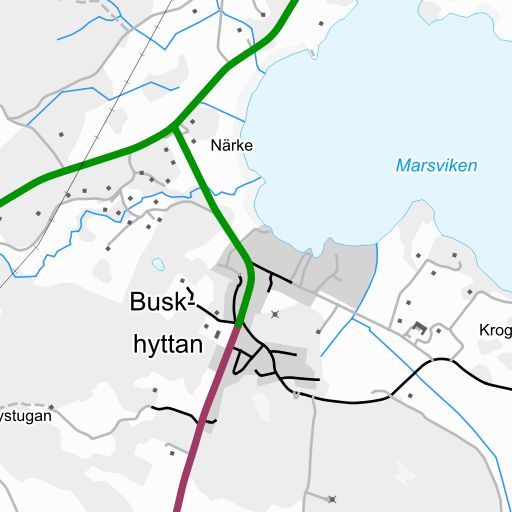 Närke
Marsviken
Busk-
hyttan
Krog
ystugan